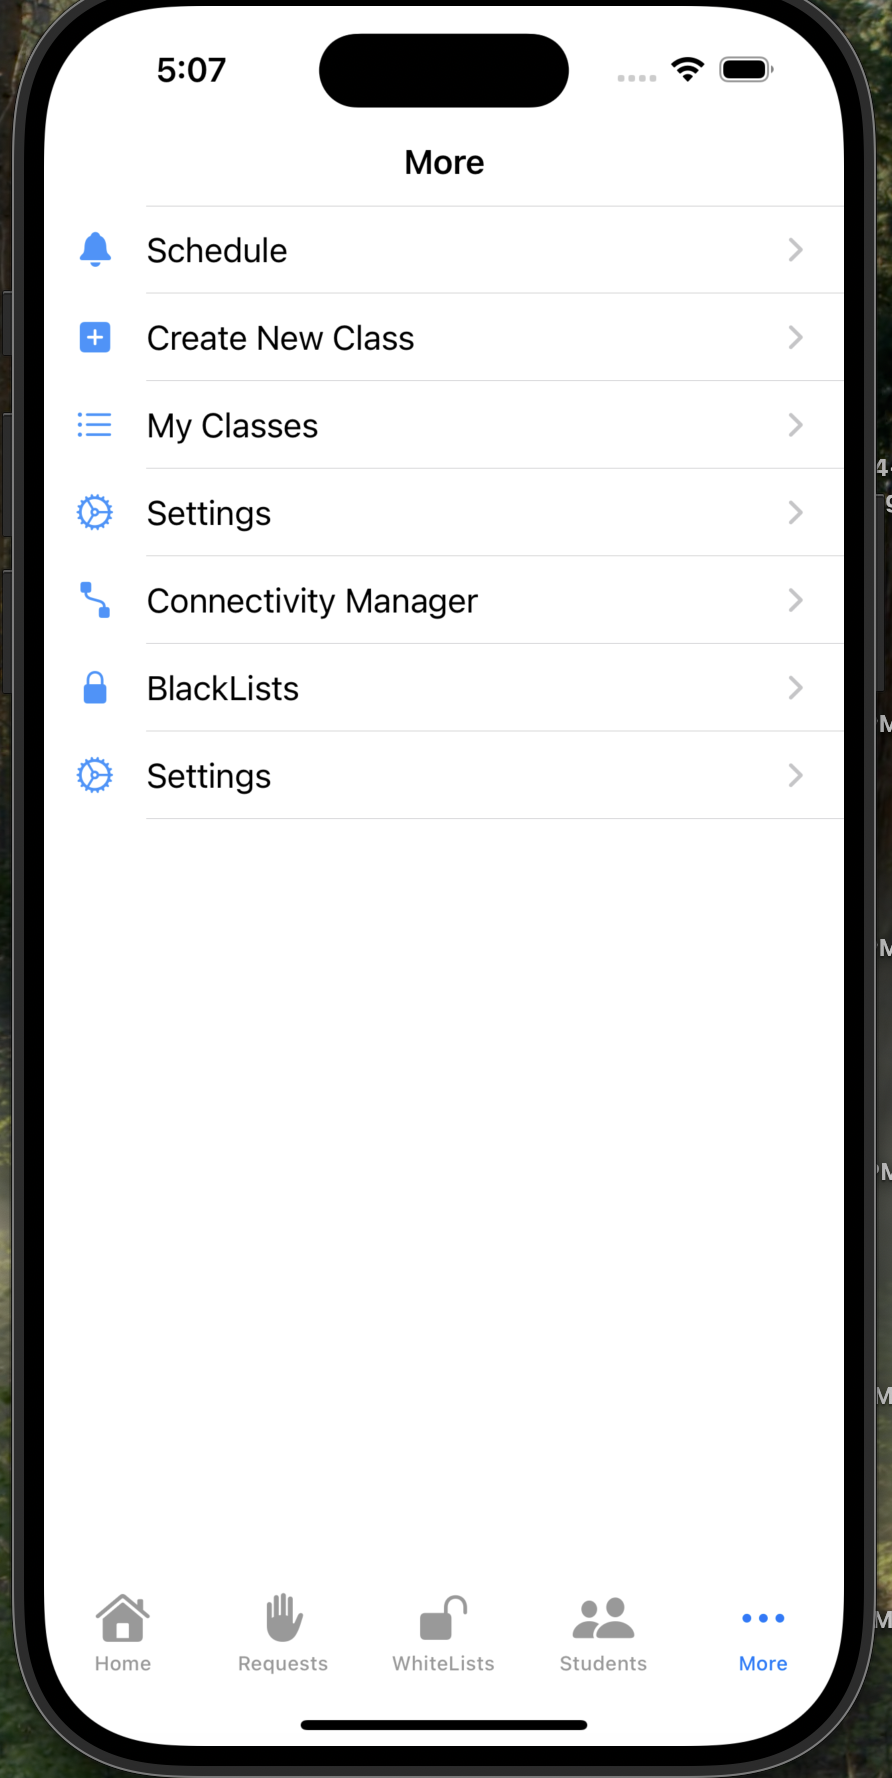 5:07
More
Schedule
Create New Class
My Classes
Settings
Connectivity Manager
BlackLists
Settings
Home
Requests
WhiteLists
Students
More